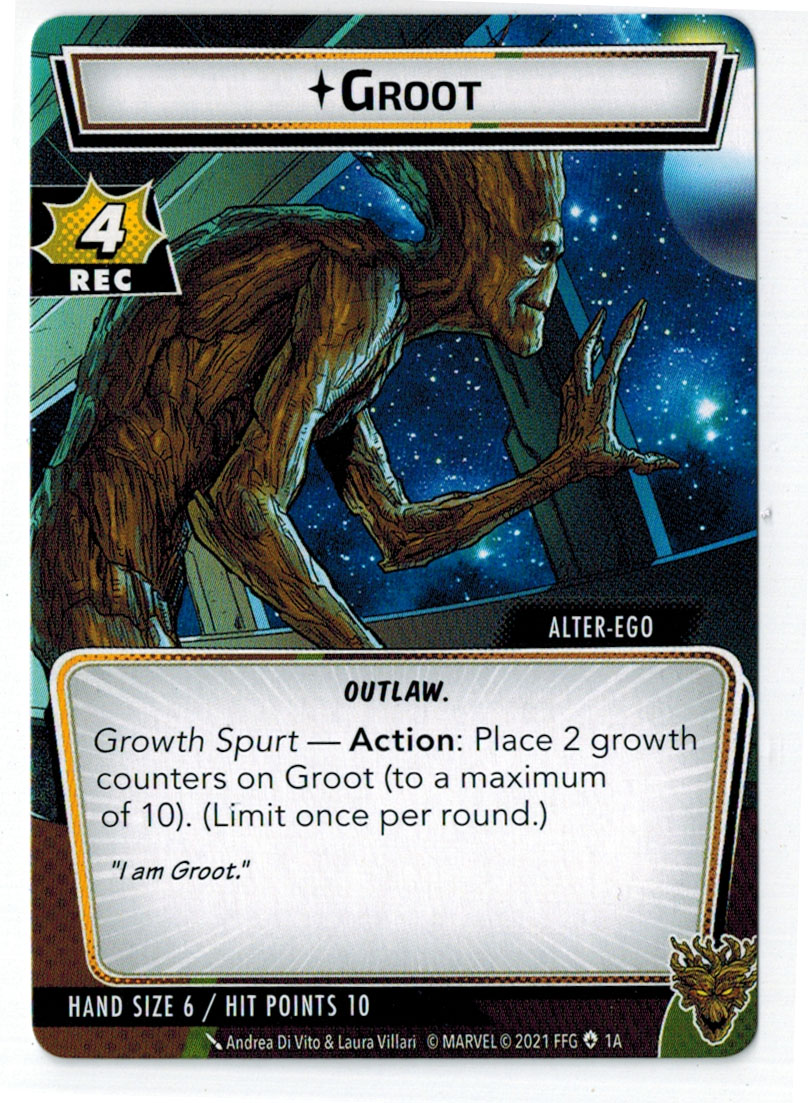 GROOT
4
REC
ALTER-EGO
OUTLAW.
Growth Spurt — Action: Place 2 growth
counters on Groot (to a maximum
of 10). (Limit once per round.)
"I am Groot."
HAND SIZE 6 / HIT POINTS 10
Andrea Di Vito & Laura Villari © MARVEL © 2021 FFG 1A